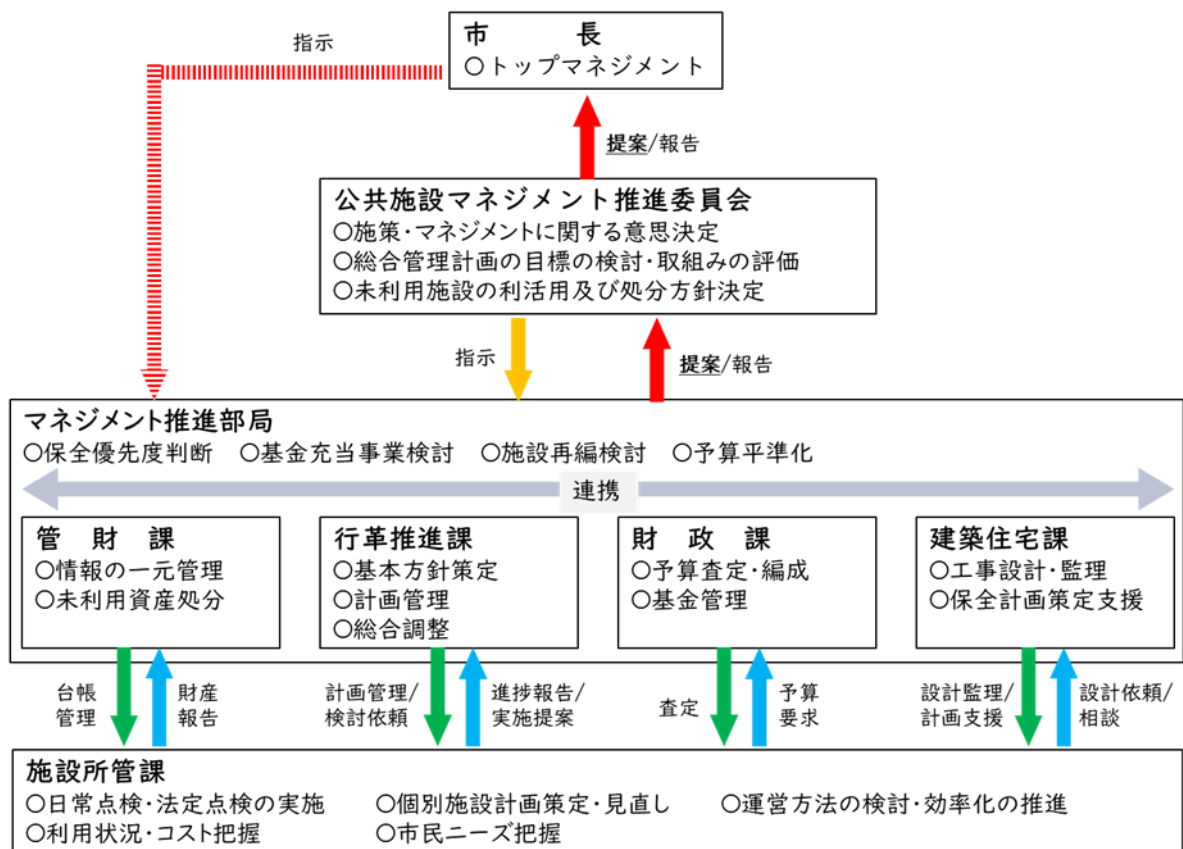 市　　　長
○トップマネジメント
指示
提案/報告
公共施設マネジメント推進委員会
○施策・マネジメントに関する意思決定
○総合管理計画の目標の検討・取組みの評価
○未利用施設の利活用及び処分方針決定
指示
提案/報告
マネジメント推進部局
○保全優先度判断　○基金充当事業検討　○施設再編検討　○予算平準化
連携
管　財　課
○情報の一元管理
○未利用資産処分
行革推進課
○基本方針策定
○計画管理
○総合調整
財　政　課
○予算査定・編成
○基金管理
建築住宅課
○工事設計・監理
○保全計画策定支援
台帳
管理
財産
報告
計画管理/
検討依頼
進捗報告/
実施提案
査定
予算
要求
設計監理/
計画支援
設計依頼/
相談
施設所管課
○日常点検・法定点検の実施　○個別施設計画策定・見直し　○運営方法の検討・効率化の推進
○利用状況・コスト把握　○市民ニーズ把握